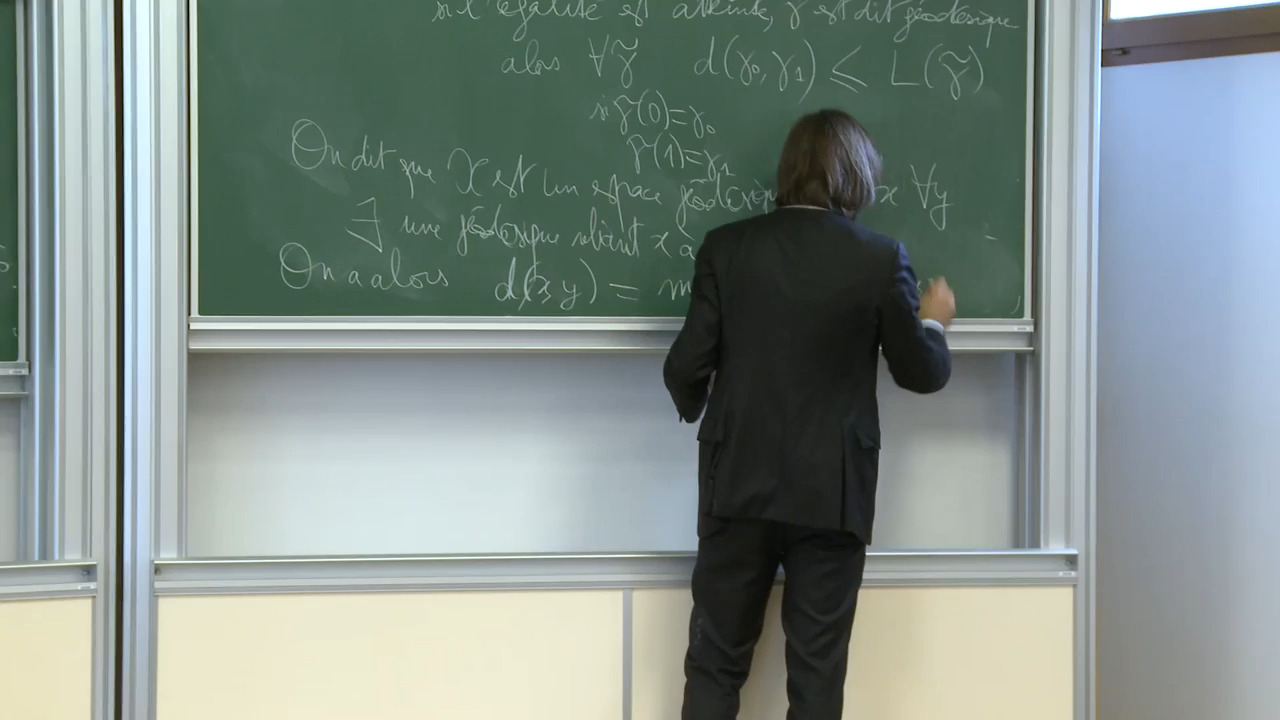 si l'égalité est atteinte, γ est dit géodésique
alors ∀γ̃ d(γ₀,γ₁) ≤ L(γ̃)
si γ̃(0)=γ₀
γ̃(1)=γ₁
On dit que X est un espace géodésique x ∀y
∃ une géodésique reliant x à
On a alors d(x,y) = m